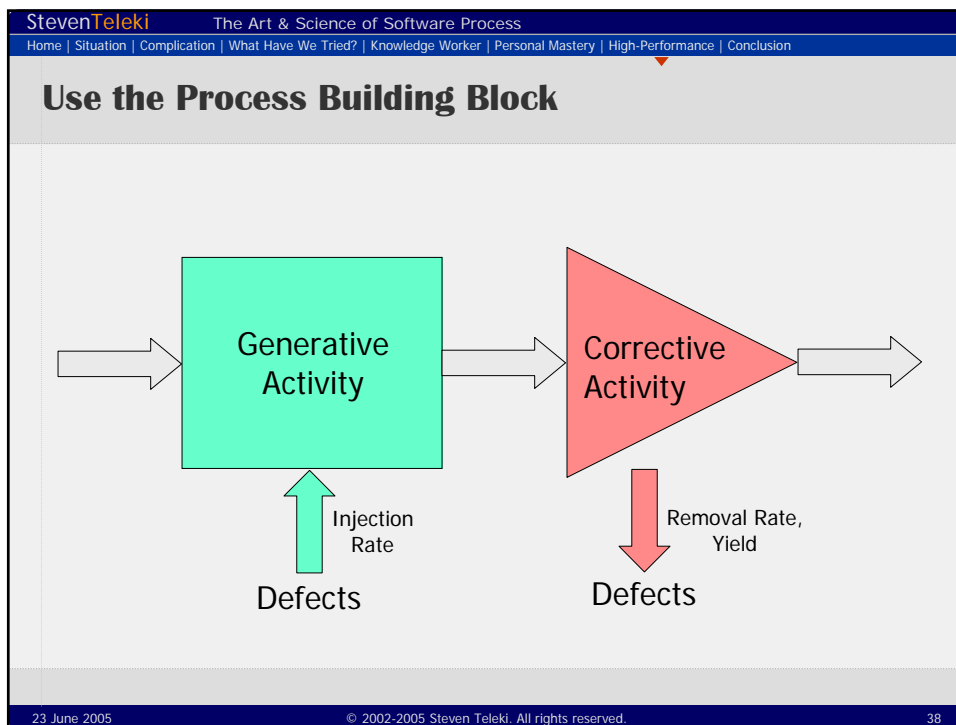 StevenTeleki The Art & Science of Software Process
Home | Situation | Complication | What Have We Tried? | Knowledge Worker | Personal Mastery | High-Performance | Conclusion
Use the Process Building Block
Generative
Activity
Corrective
Activity
Injection
Rate
Defects
Removal Rate,
Yield
Defects
23 June 2005 © 2002-2005 Steven Teleki. All rights reserved. 38